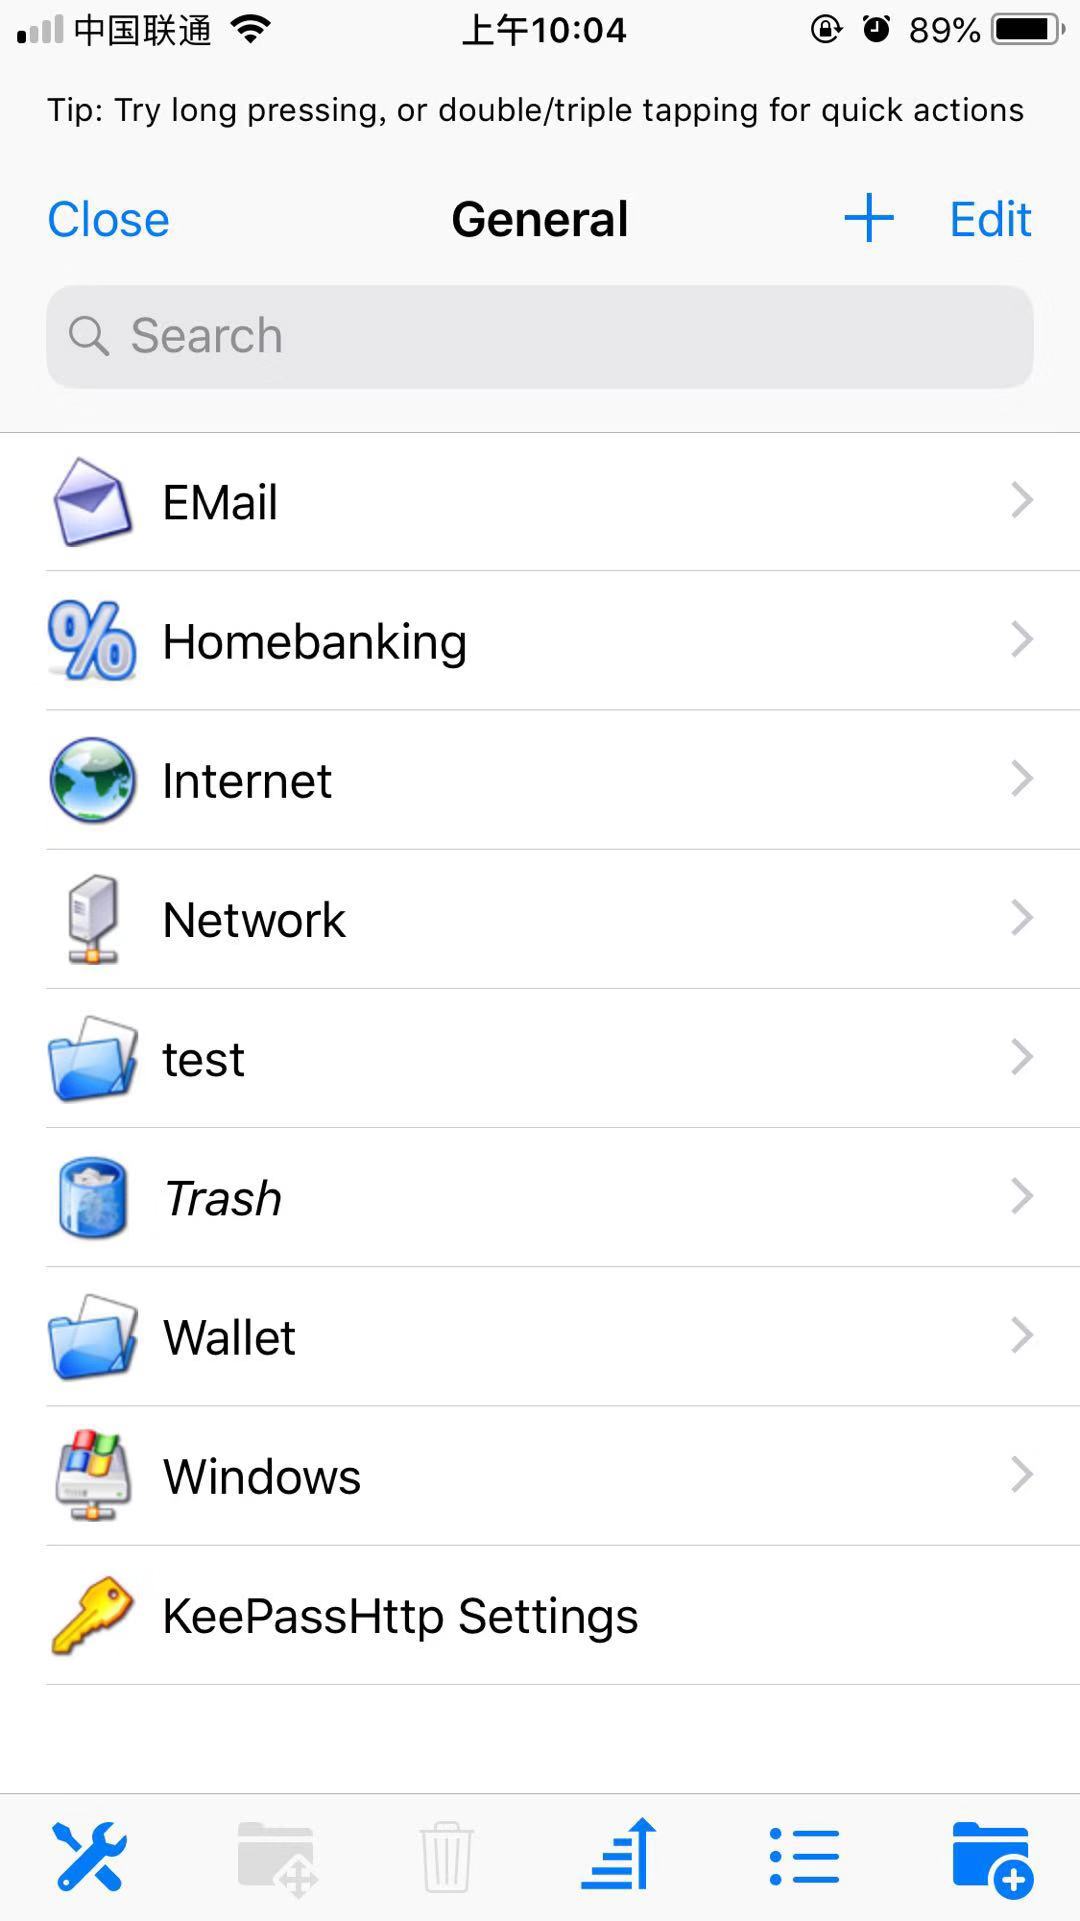 中国联通 上午10:04 89%
Tip: Try long pressing, or double/triple tapping for quick actions
Close General Edit
Search
EMail
Homebanking
Internet
Network
test
Trash
Wallet
Windows
KeePassHttp Settings